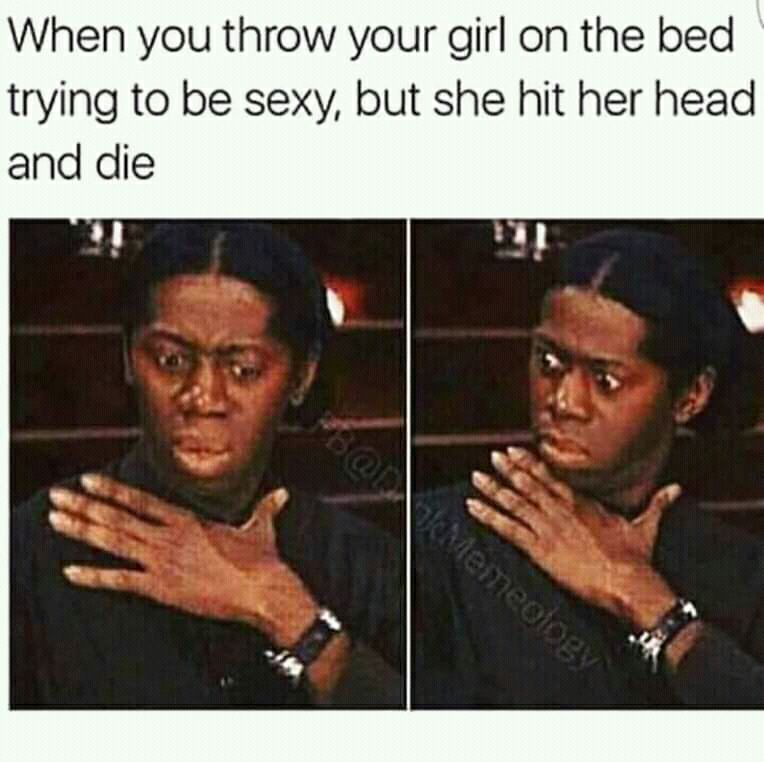 When you throw your girl on the bed
trying to be sexy, but she hit her head
and die